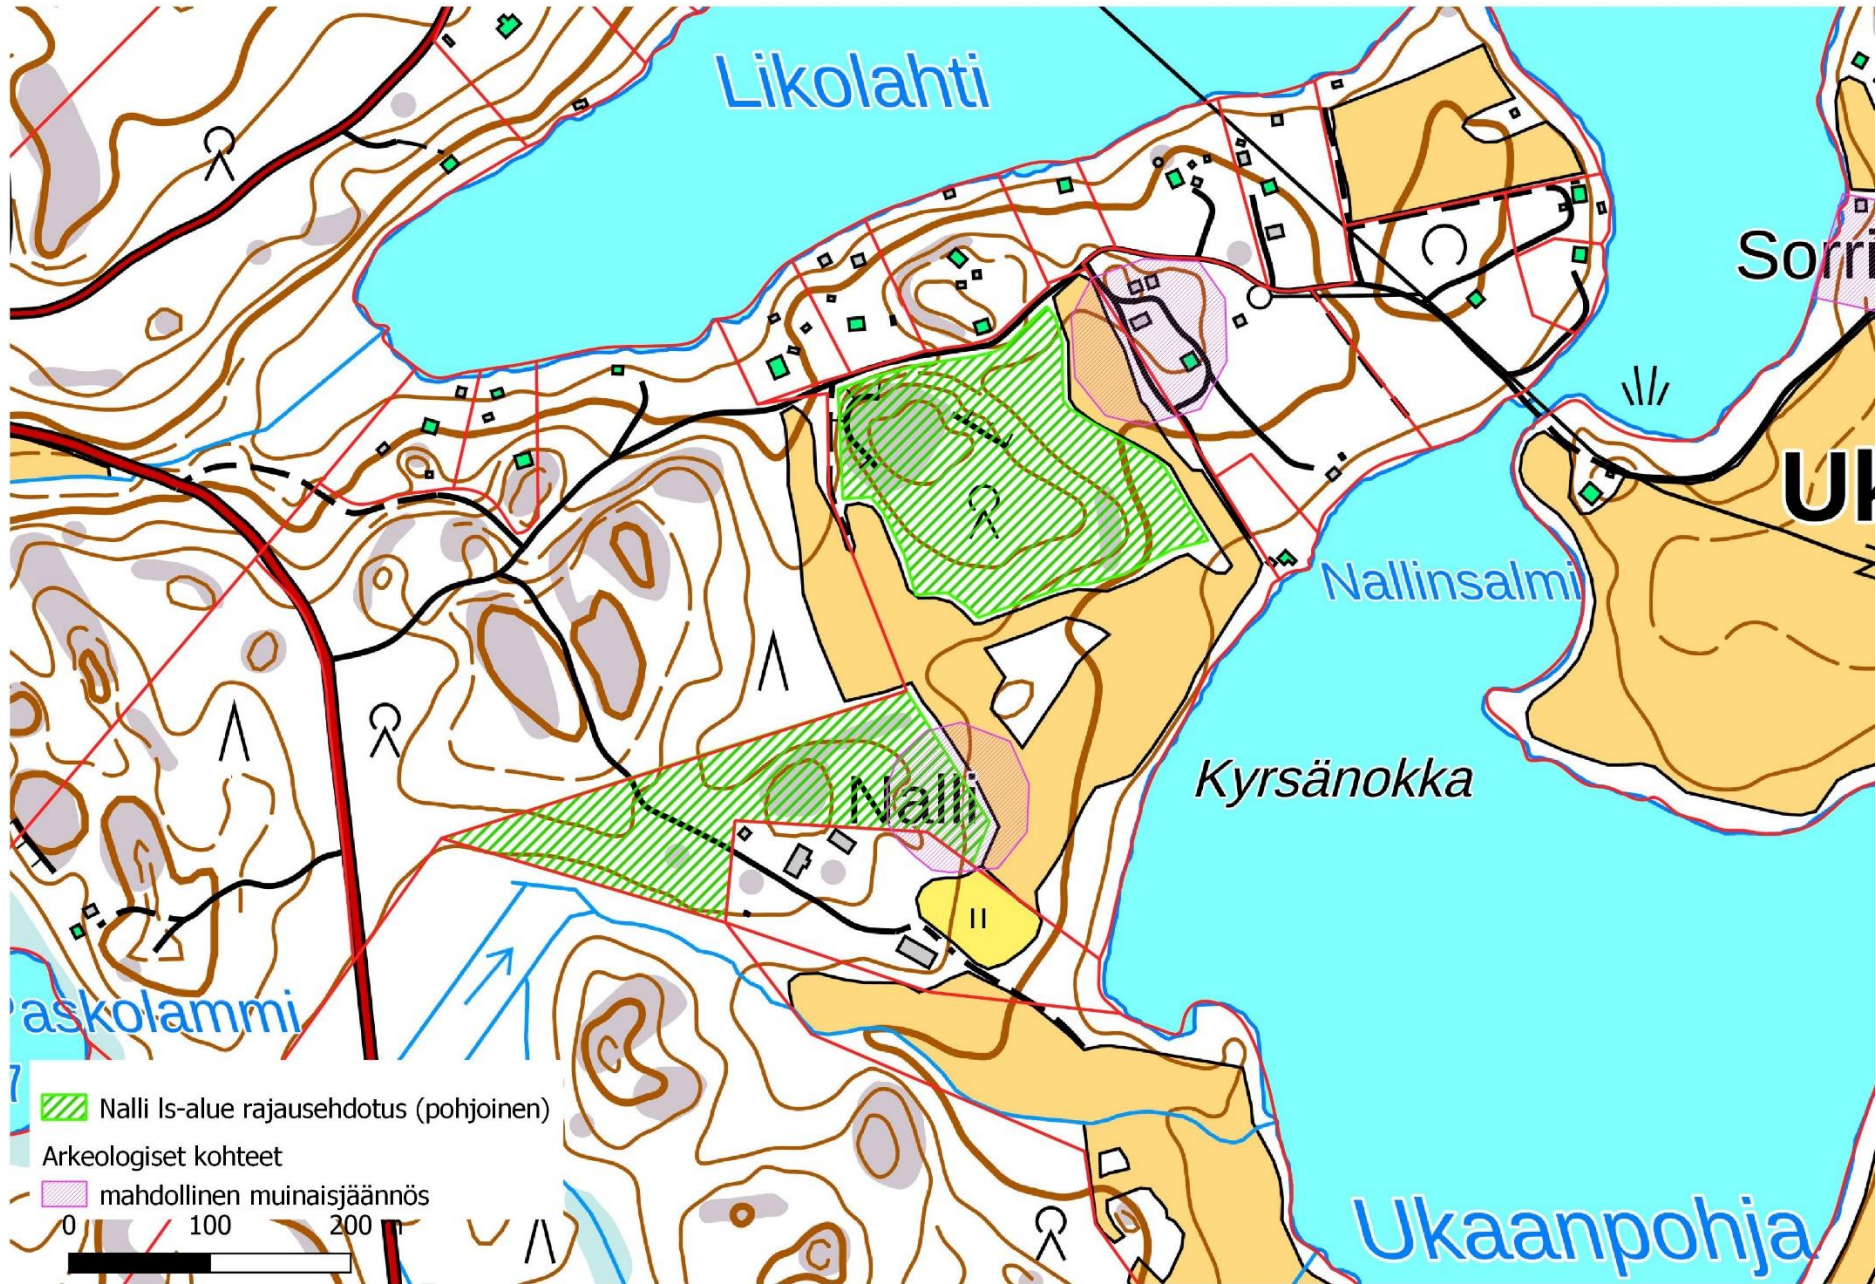 Likolahti
Sorri
Uk
Nallinsalmi
Kyrsänokka
Nalli
askolammi
7
Nalli ls-alue rajausehdotus (pohjoinen)
Arkeologiset kohteet
mahdollinen muinaisjäännös
0 100 200 m
Ukaanpohja